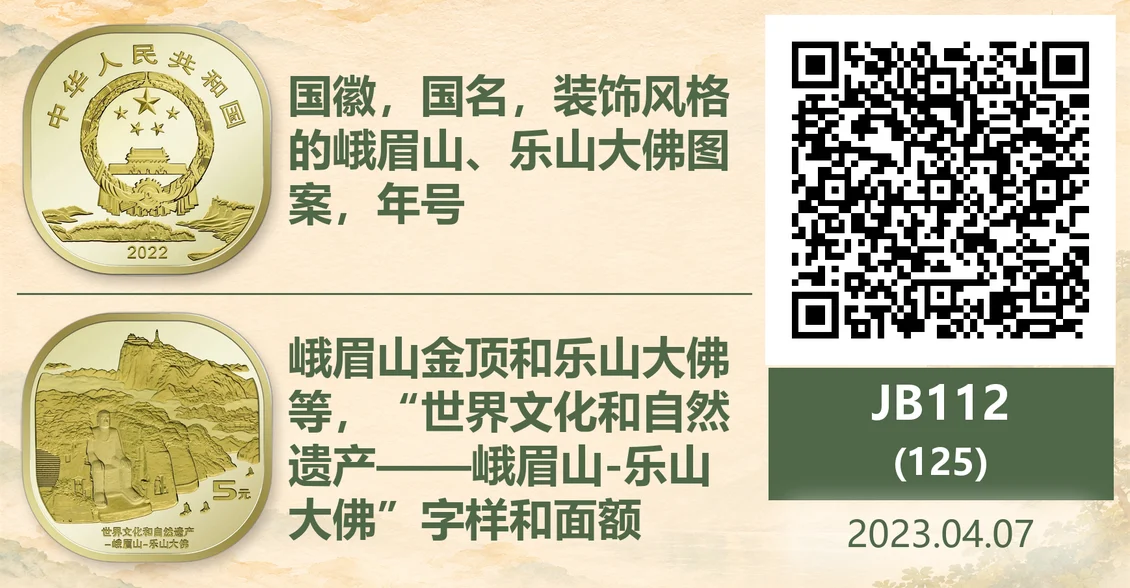 中华人民共和国
2022
国徽，国名，装饰风格
的峨眉山、乐山大佛图
案，年号
5元
世界文化和自然遗产
-峨眉山-乐山大佛
峨眉山金顶和乐山大佛
等，“世界文化和自然
遗产——峨眉山-乐山
大佛”字样和面额
JB112
(125)
2023.04.07